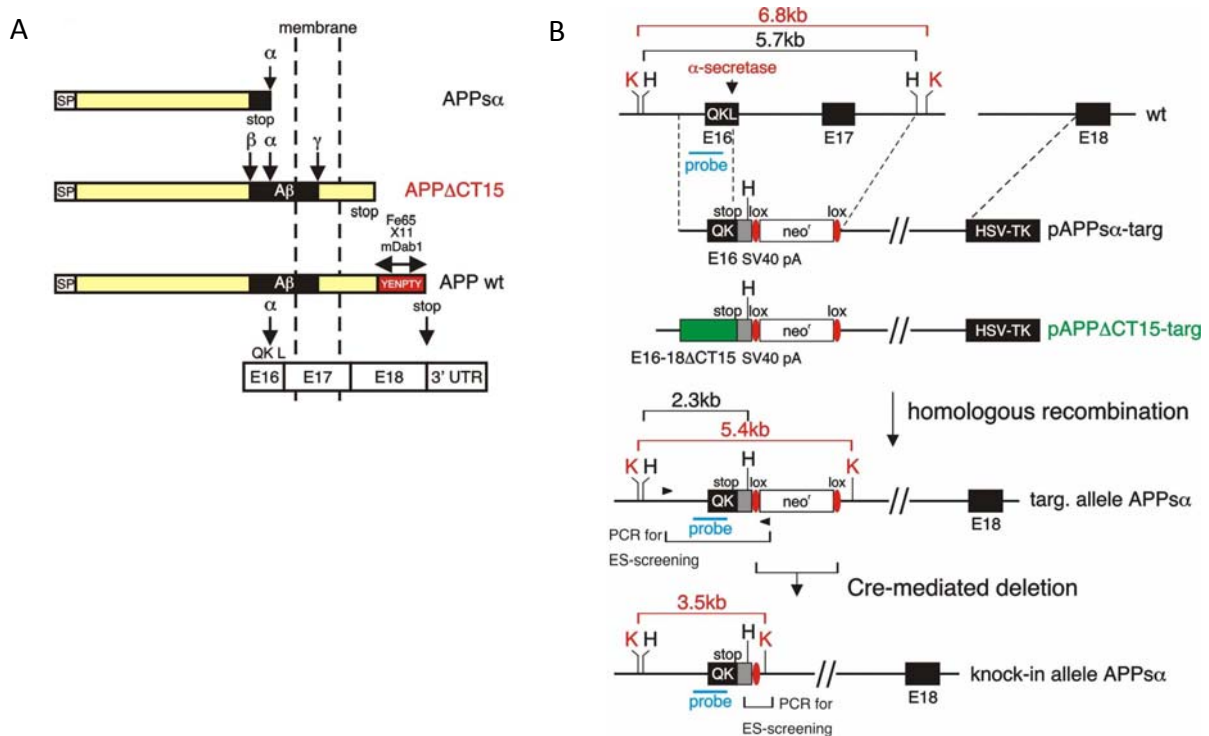 A
membrane
α
SP
APPsα
stop
β α γ
SP
Aβ
APPΔCT15
stop
Fe65
X11
mDab1
SP
Aβ
YENPTY
APP wt
α
stop
QK L
E16
E17
E18
3' UTR
B
6.8kb
5.7kb
K H
α-secretase
H K
QKL
wt
E16
E17
E18
probe
H
stop
lox
lox
QK
neoʳ
HSV-TK
pAPPsα-targ
E16 SV40 pA
H
stop
lox
lox
neoʳ
HSV-TK
pAPPΔCT15-targ
E16-18ΔCT15 SV40 pA
homologous recombination
2.3kb
5.4kb
K H
H
K
stop
lox
lox
QK
neoʳ
targ. allele APPsα
E18
probe
PCR for
ES-screening
Cre-mediated deletion
3.5kb
K H
H
K
stop
QK
knock-in allele APPsα
E18
probe
PCR for
ES-screening